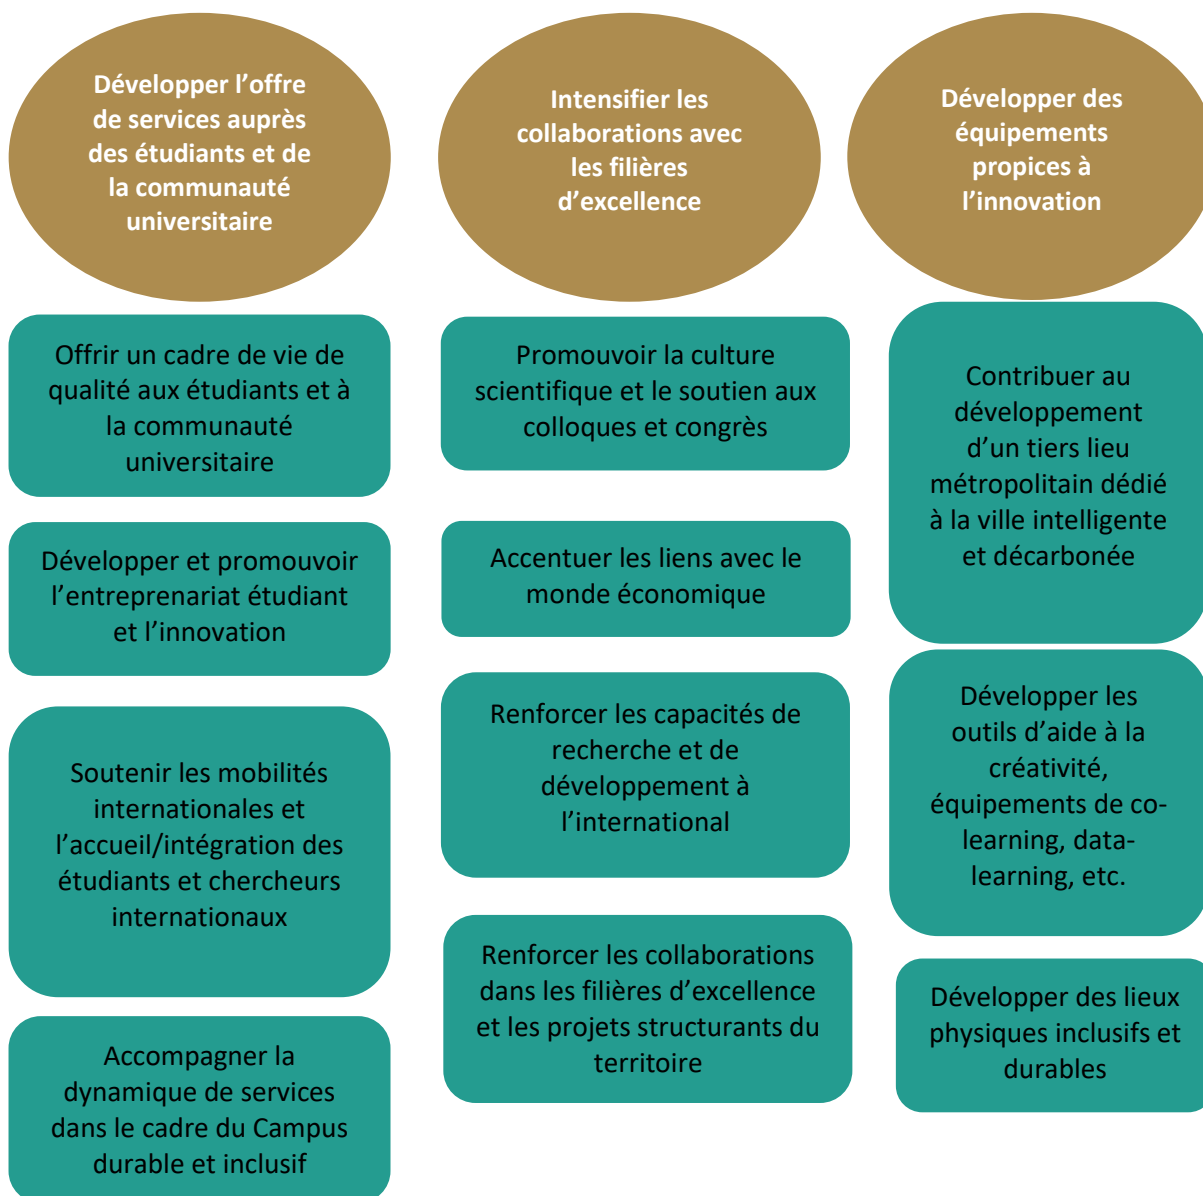 Développer l’offre
de services auprès
des étudiants et de
la communauté
universitaire
Offrir un cadre de vie de
qualité aux étudiants et à
la communauté
universitaire
Développer et promouvoir
l’entreprenariat étudiant
et l’innovation
Soutenir les mobilités
internationales et
l’accueil/intégration des
étudiants et chercheurs
internationaux
Accompagner la
dynamique de services
dans le cadre du Campus
durable et inclusif
Intensifier les
collaborations avec
les filières
d’excellence
Promouvoir la culture
scientifique et le soutien aux
colloques et congrès
Accentuer les liens avec le
monde économique
Renforcer les capacités de
recherche et de
développement à
l’international
Renforcer les collaborations
dans les filières d’excellence
et les projets structurants du
territoire
Développer des
équipements
propices à
l’innovation
Contribuer au
développement
d’un tiers lieu
métropolitain dédié
à la ville intelligente
et décarbonée
Développer les
outils d’aide à la
créativité,
équipements de co-
learning, data-
learning, etc.
Développer des lieux
physiques inclusifs et
durables